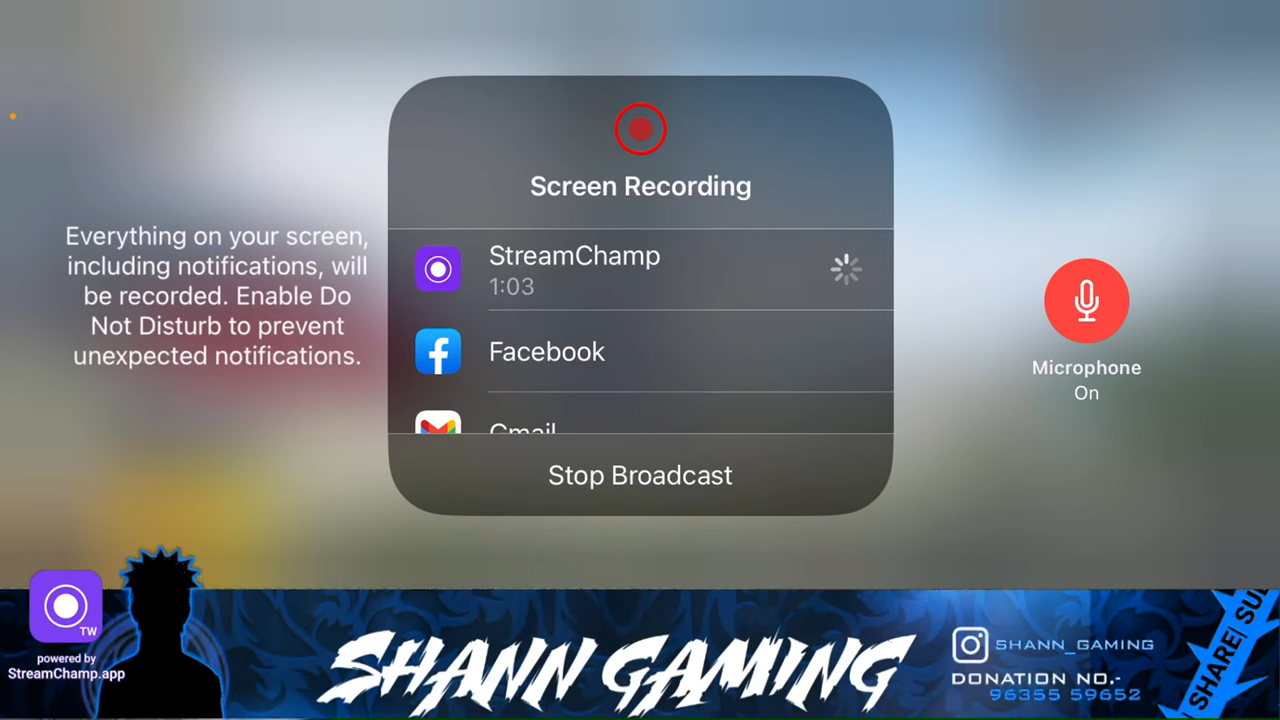 Screen Recording
Everything on your screen,
including notifications, will
be recorded. Enable Do
Not Disturb to prevent
unexpected notifications.
StreamChamp
1:03
Facebook
Gmail
Stop Broadcast
Microphone
On
TW
powered by
StreamChamp.app
SHANN GAMING
SHANN_GAMING
DONATION NO.-
96355 59652
SHARE